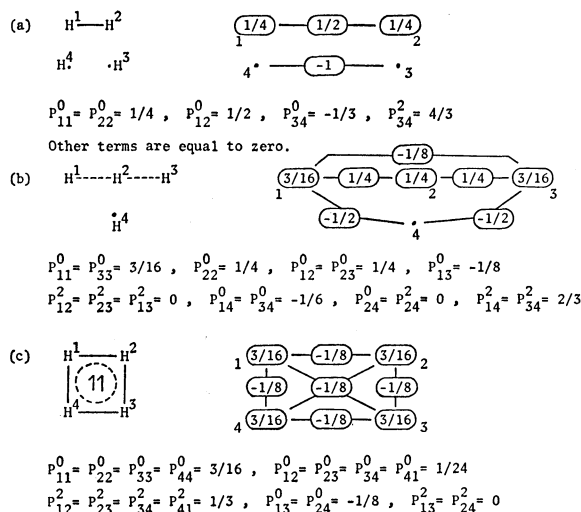 (a) H¹—H² 1/4 1/2 1/4
1 2
H⁴· ·H³ 4· -1 ·3
P⁰₁₁= P⁰₂₂= 1/4 , P⁰₁₂= 1/2 , P⁰₃₄= -1/3 , P²₃₄= 4/3
Other terms are equal to zero.
-1/8
(b) H¹----H²----H³ 3/16 1/4 1/4 1/4 3/16
1 2 3
Ḣ⁴ -1/2 4 -1/2
P⁰₁₁= P⁰₃₃= 3/16 , P⁰₂₂= 1/4 , P⁰₁₂= P⁰₂₃= 1/4 , P⁰₁₃= -1/8
P²₁₂= P²₂₃= P²₁₃= 0 , P⁰₁₄= P⁰₃₄= -1/6 , P⁰₂₄= P²₂₄= 0 , P²₁₄= P²₃₄= 2/3
(c) H¹—H² 1 3/16 -1/8 3/16 2
11 -1/8 -1/8 -1/8
H⁴—H³ 4 3/16 -1/8 3/16 3
P⁰₁₁= P⁰₂₂= P⁰₃₃= P⁰₄₄= 3/16 , P⁰₁₂= P⁰₂₃= P⁰₃₄= P⁰₄₁= 1/24
P²₁₂= P²₂₃= P²₃₄= P²₄₁= 1/3 , P⁰₁₃= P⁰₂₄= -1/8 , P²₁₃= P²₂₄= 0